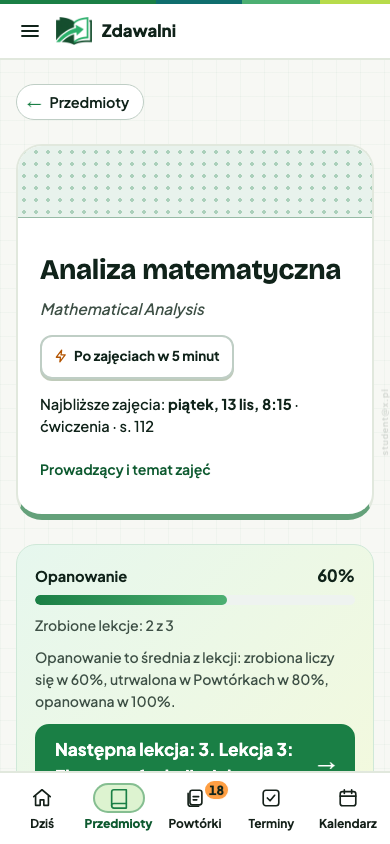 Zdawalni
← Przedmioty
Analiza matematyczna
Mathematical Analysis
Po zajęciach w 5 minut
Najbliższe zajęcia: piątek, 13 lis, 8:15 ·
ćwiczenia · s. 112
Prowadzący i temat zajęć
student@z.pl
Opanowanie 60%
Zrobione lekcje: 2 z 3
Opanowanie to średnia z lekcji: zrobiona liczy
się w 60%, utrwalona w Powtórkach w 80%,
opanowana w 100%.
Następna lekcja: 3. Lekcja 3: →
18
Dziś Przedmioty Powtórki Terminy Kalendarz